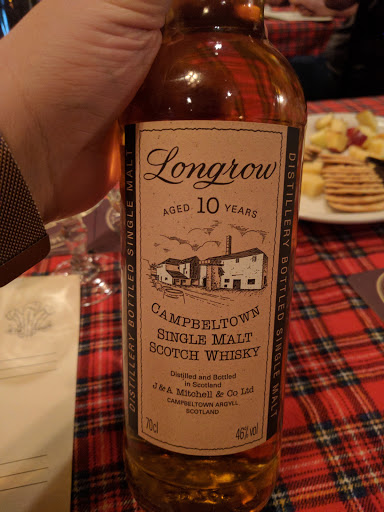 Longrow
AGED 10 YEARS
CAMPBELTOWN
SINGLE MALT
SCOTCH WHISKY
Distilled and Bottled
in Scotland
J & A Mitchell & Co Ltd
CAMPBELTOWN ARGYLL
SCOTLAND
70cl 46% vol
DISTILLERY BOTTLED SINGLE MALT
DISTILLERY BOTTLED SINGLE MALT